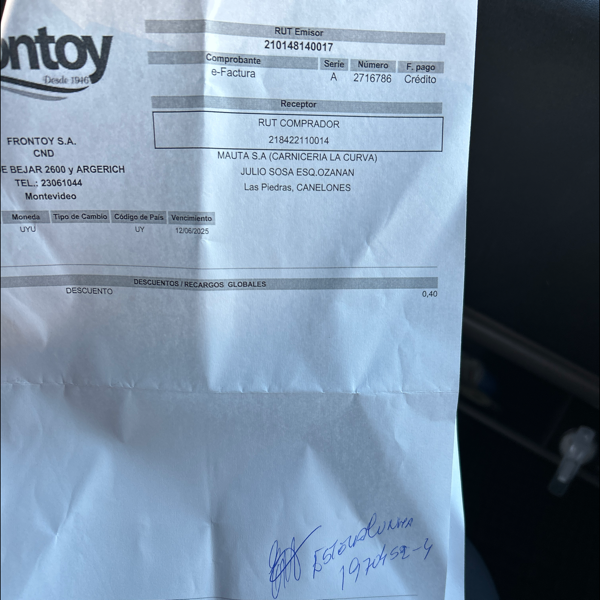 ontoy
Desde 1946
RUT Emisor
210148140017
Comprobante Serie Número F. pago
e-Factura A 2716786 Crédito
Receptor
RUT COMPRADOR
218422110014
MAUTA S.A (CARNICERIA LA CURVA)
JULIO SOSA ESQ.OZANAN
Las Piedras, CANELONES
FRONTOY S.A.
CND
E BEJAR 2600 y ARGERICH
TEL.: 23061044
Montevideo
Moneda Tipo de Cambio Código de País Vencimiento
UYU UY 12/06/2025
DESCUENTOS / RECARGOS GLOBALES
DESCUENTO 0,40